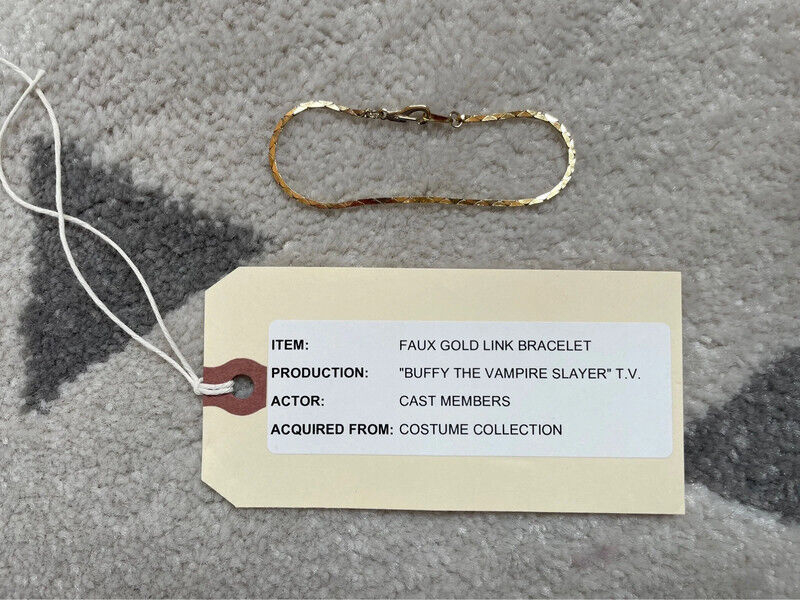 ITEM: FAUX GOLD LINK BRACELET
PRODUCTION: "BUFFY THE VAMPIRE SLAYER" T.V.
ACTOR: CAST MEMBERS
ACQUIRED FROM: COSTUME COLLECTION